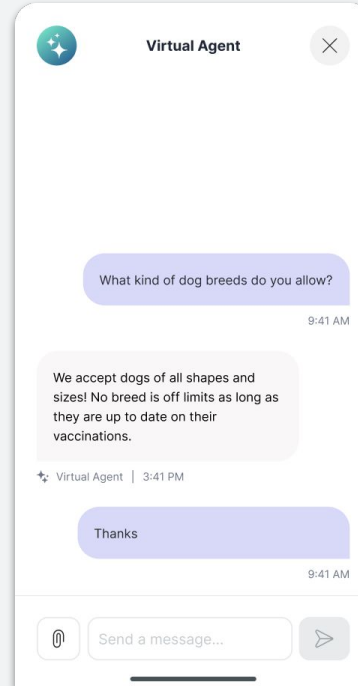 Virtual Agent
What kind of dog breeds do you allow?
9:41 AM
We accept dogs of all shapes and
sizes! No breed is off limits as long as
they are up to date on their
vaccinations.
Virtual Agent | 3:41 PM
Thanks
9:41 AM
Send a message...